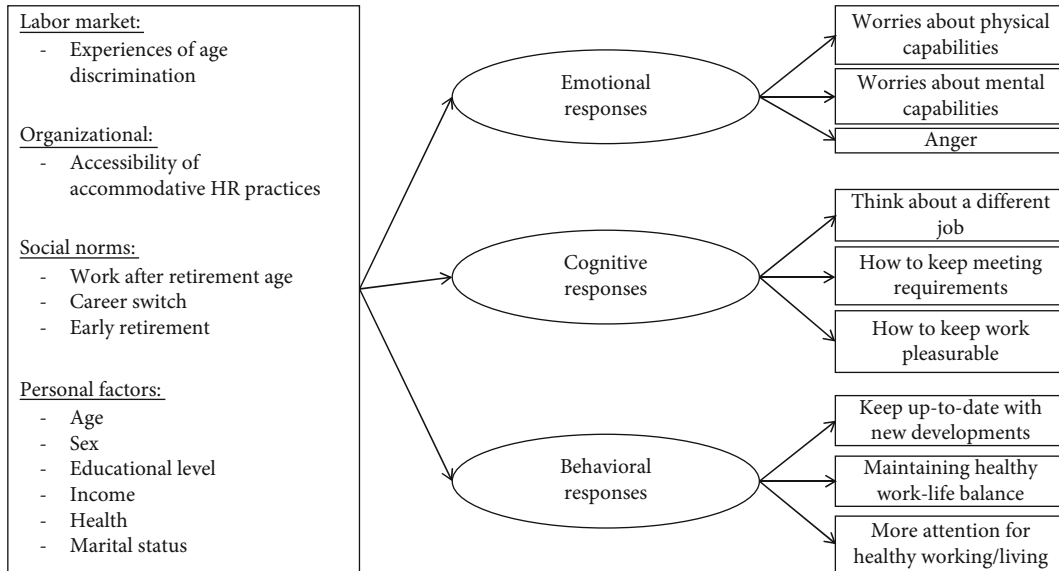 Labor market:
- Experiences of age
discrimination
Organizational:
- Accessibility of
accommodative HR practices
Social norms:
- Work after retirement age
- Career switch
- Early retirement
Personal factors:
- Age
- Sex
- Educational level
- Income
- Health
- Marital status
Emotional
responses
Cognitive
responses
Behavioral
responses
Worries about physical
capabilities
Worries about mental
capabilities
Anger
Think about a different
job
How to keep meeting
requirements
How to keep work
pleasurable
Keep up-to-date with
new developments
Maintaining healthy
work-life balance
More attention for
healthy working/living